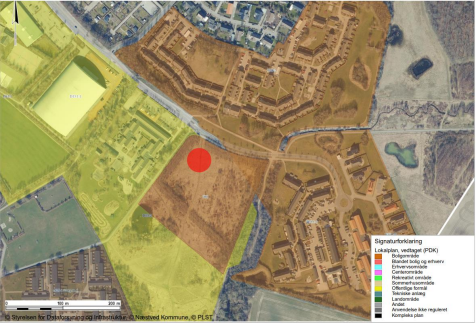 Signaturforklaring
Lokalplan, vedtaget (PDK)
Boligområde
Blandet bolig og erhverv
Erhvervsområde
Centerområde
Rekreativt område
Sommerhusområde
Offentlige formål
Tekniske anlæg
Landområde
Andet
Anvendelse ikke reguleret
Kompleks plan
0 100 m 200 m
© Styrelsen for Dataforsyning og Infrastruktur, © Næstved Kommune, © PLST